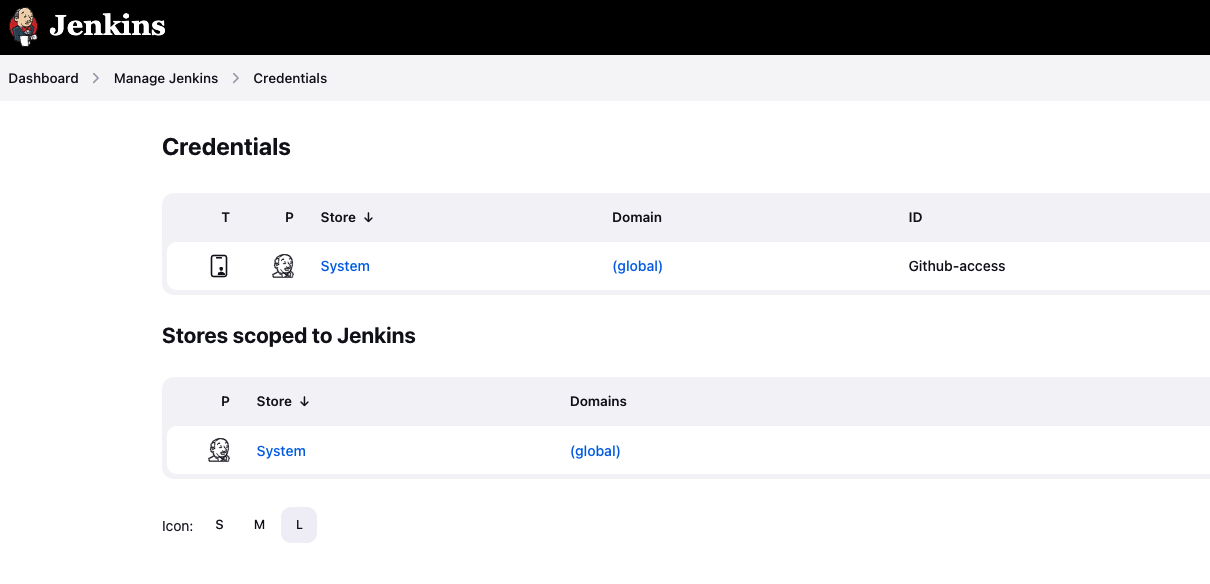 Jenkins
Dashboard > Manage Jenkins > Credentials
Credentials
T P Store ↓ Domain ID
System (global) Github-access
Stores scoped to Jenkins
P Store ↓ Domains
System (global)
Icon: S M L